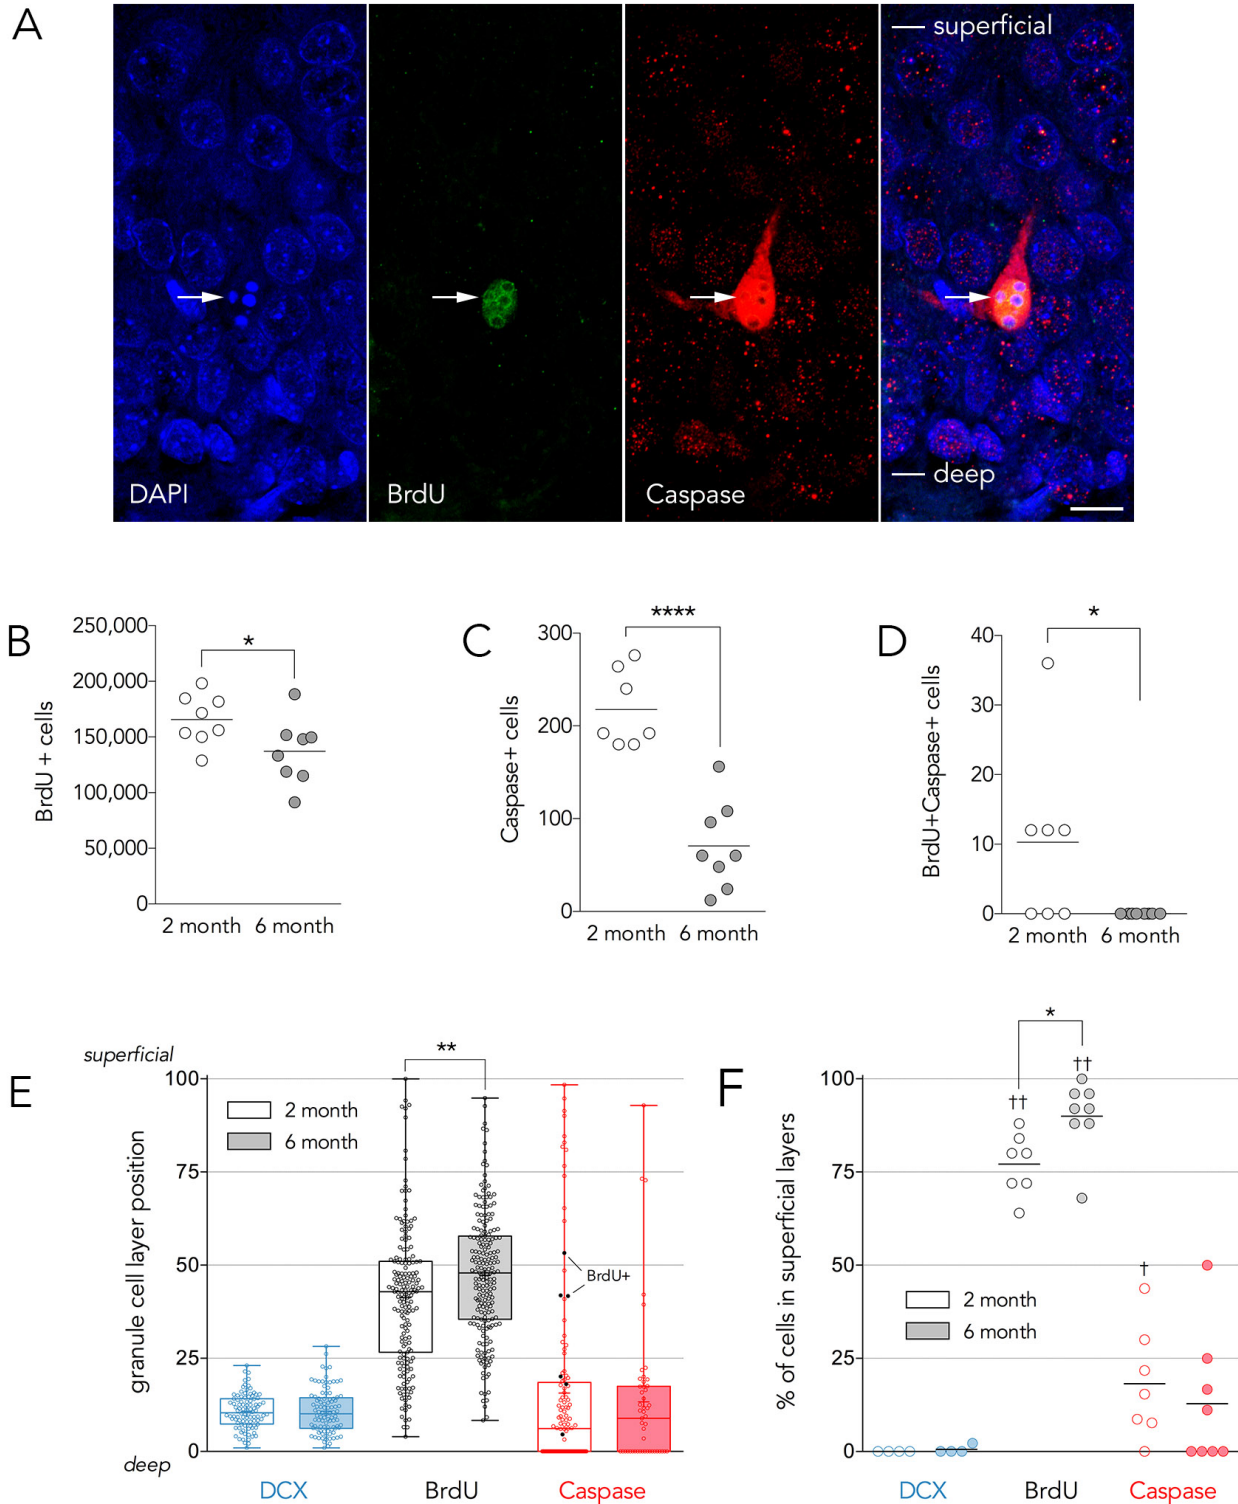 A
superficial
deep
DAPI
BrdU
Caspase
B
BrdU + cells
250,000
200,000
150,000
100,000
50,000
0
*
2 month
6 month
C
Caspase+ cells
300
200
100
0
****
2 month
6 month
D
BrdU+Caspase+ cells
40
30
20
10
0
*
2 month
6 month
E
superficial
granule cell layer position
100
75
50
25
0
deep
2 month
6 month
**
BrdU+
DCX
BrdU
Caspase
F
% of cells in superficial layers
100
75
50
25
0
*
††
††
†
2 month
6 month
DCX
BrdU
Caspase